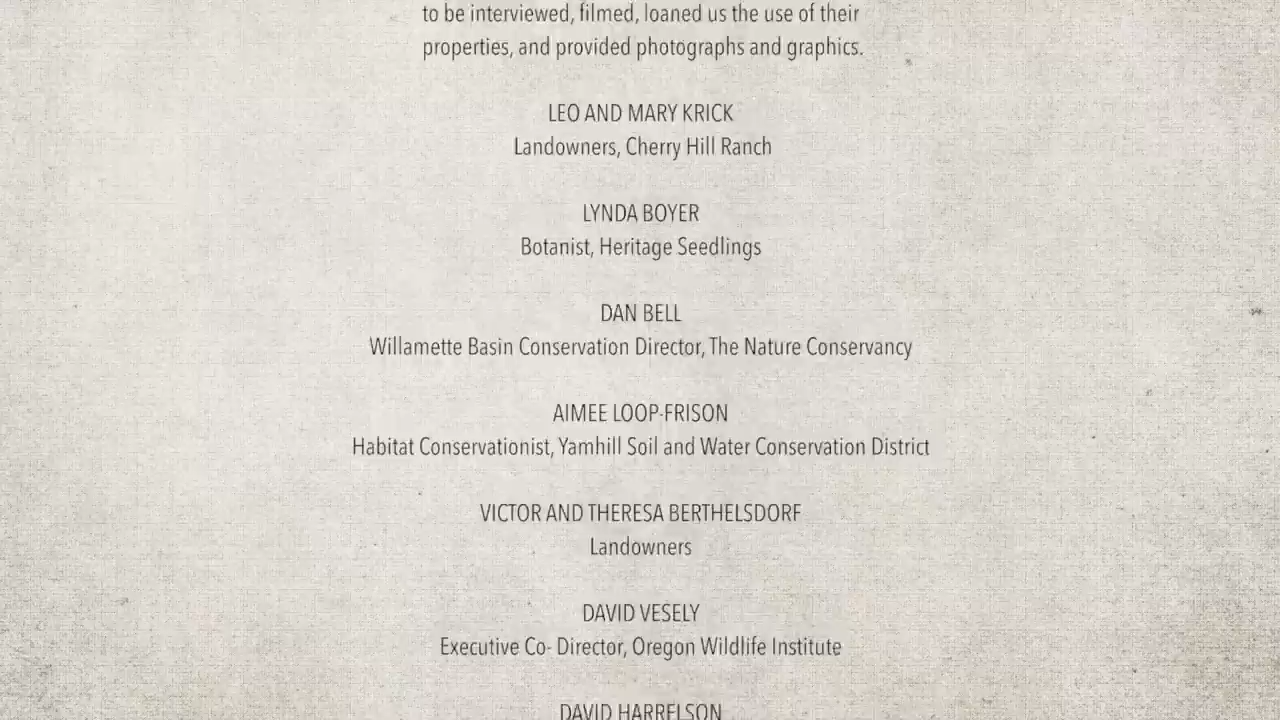 to be interviewed, filmed, loaned us the use of their
properties, and provided photographs and graphics.
LEO AND MARY KRICK
Landowners, Cherry Hill Ranch
LYNDA BOYER
Botanist, Heritage Seedlings
DAN BELL
Willamette Basin Conservation Director, The Nature Conservancy
AIMEE LOOP-FRISON
Habitat Conservationist, Yamhill Soil and Water Conservation District
VICTOR AND THERESA BERTHELSDORF
Landowners
DAVID VESELY
Executive Co- Director, Oregon Wildlife Institute
DAVID HARRELSON